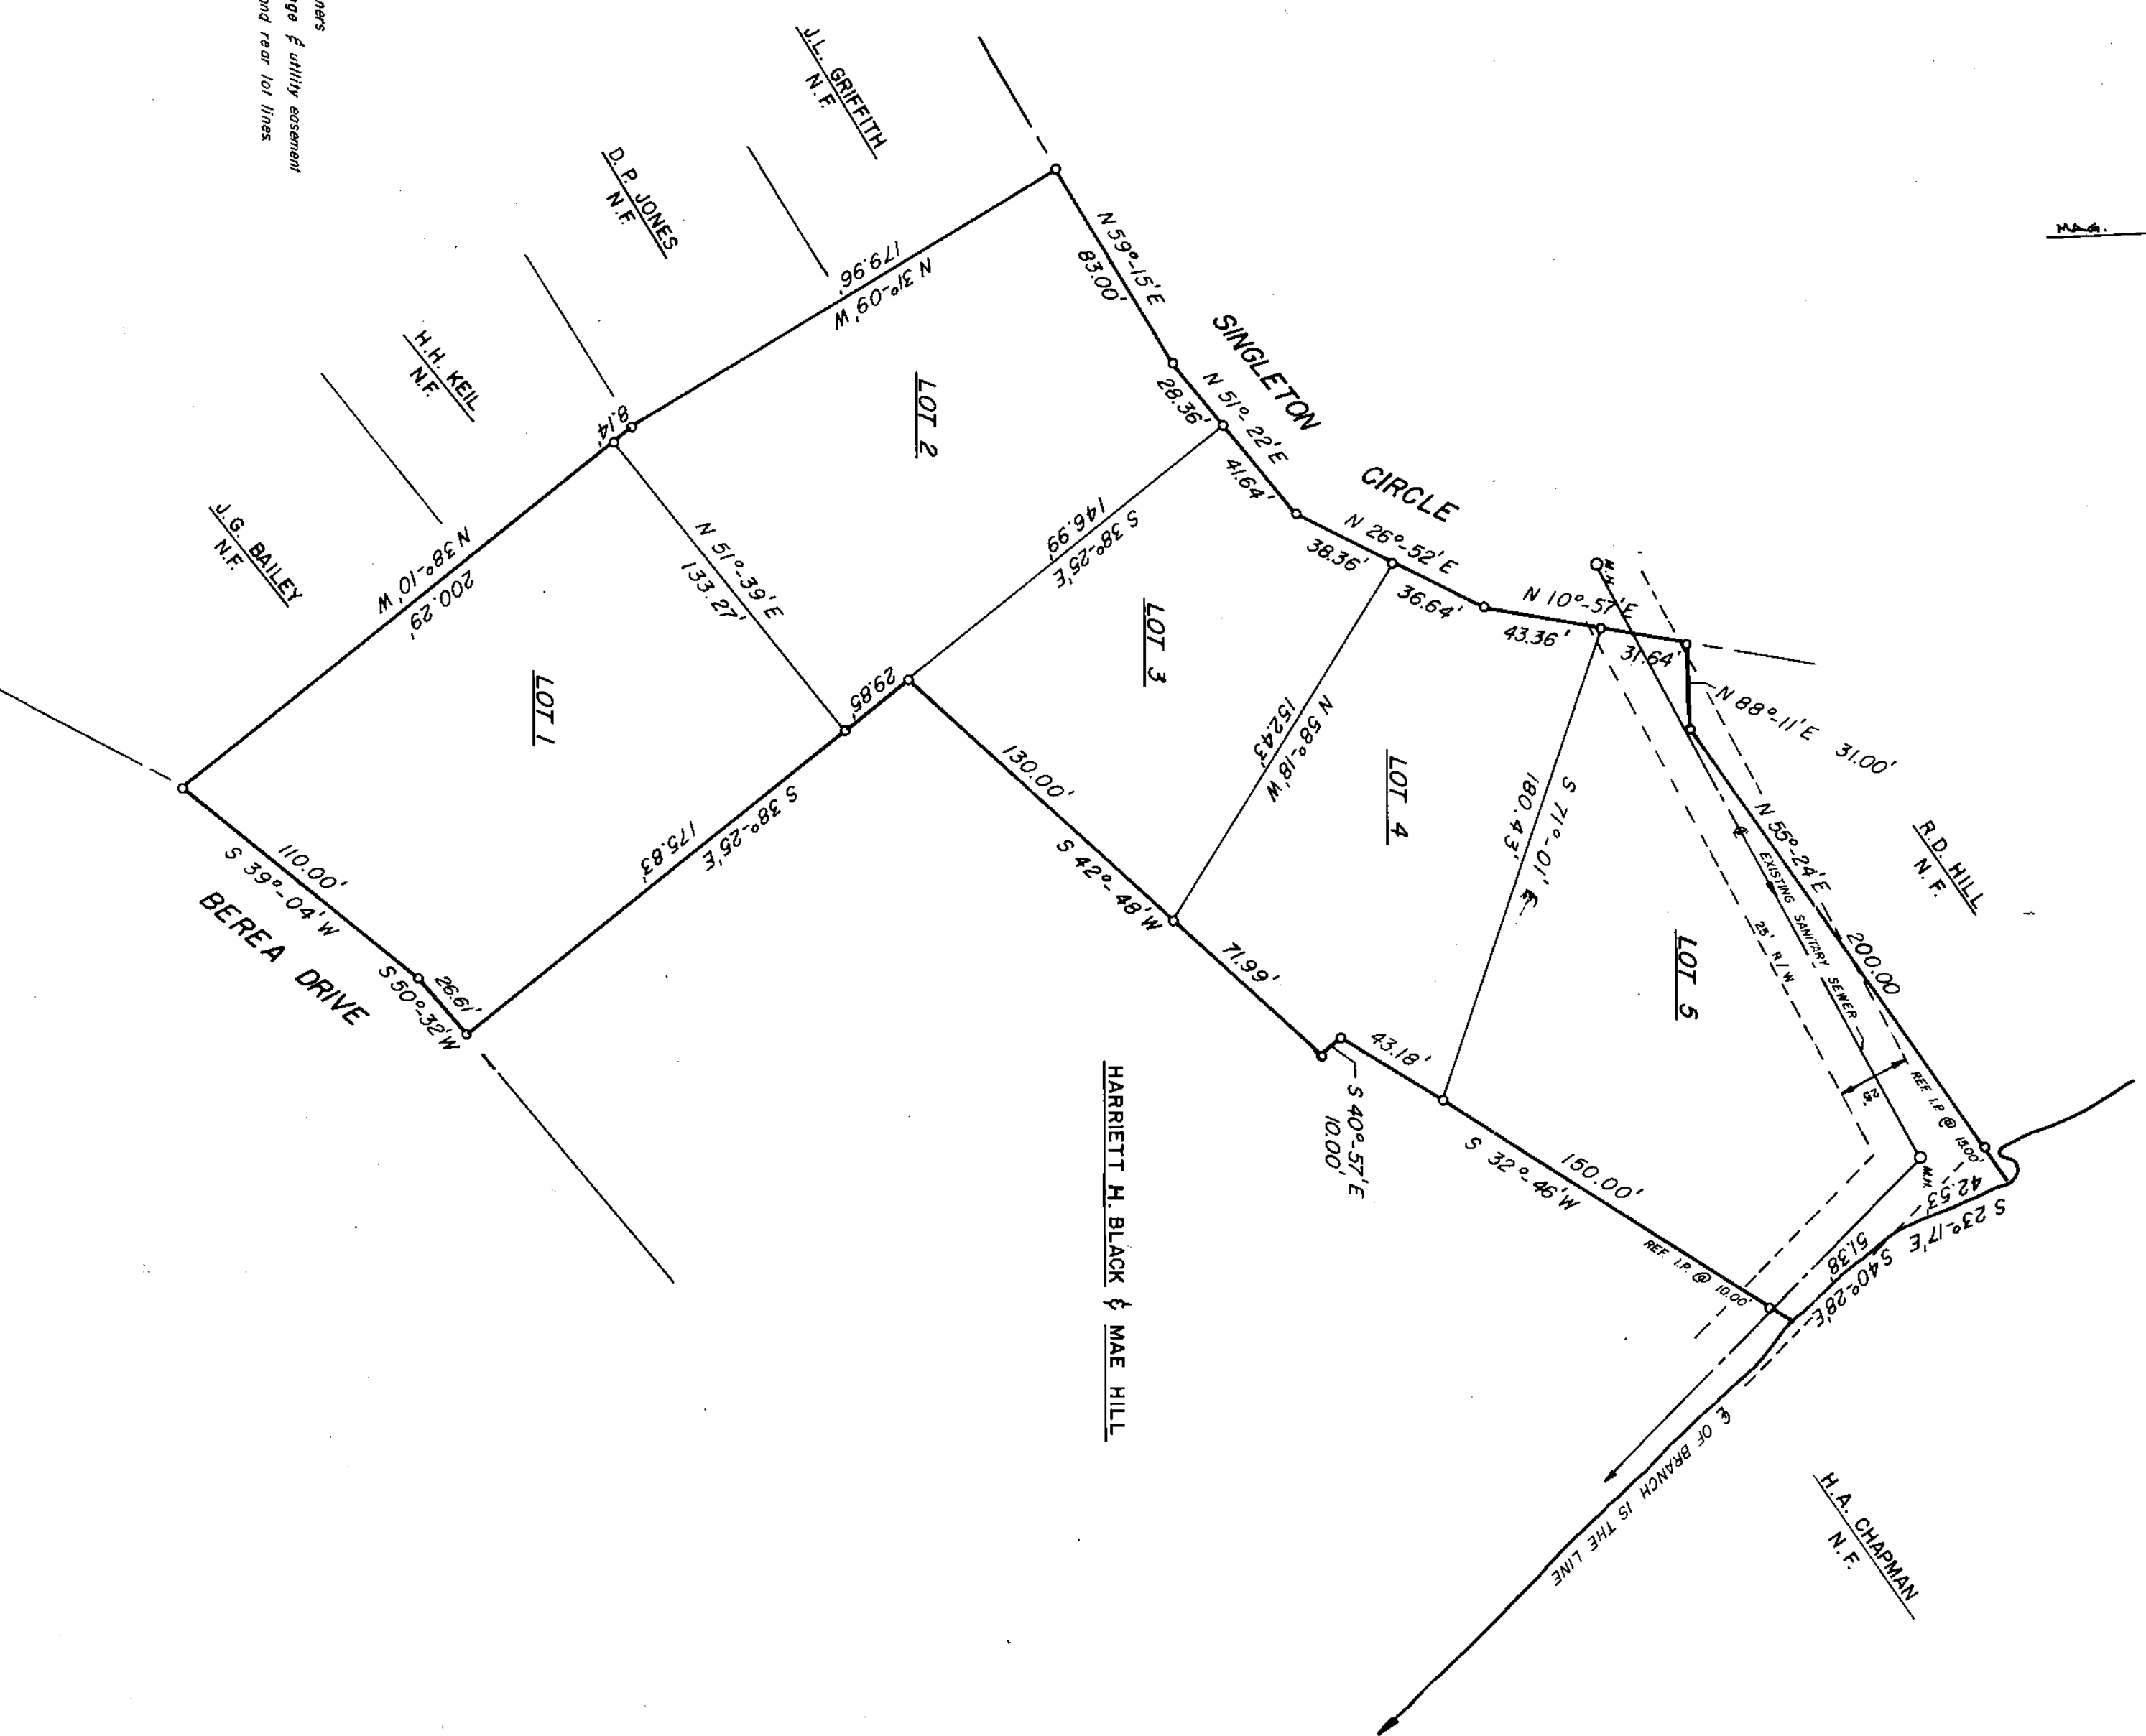 ners
ge & utility easement
and rear lot lines.
MAG.
J.L. GRIFFITH
N.F.
D.P. JONES
N.F.
H.H. KEIL
N.F.
J.G. BAILEY
N.F.
N 59°-15' E
83.00'
SINGLETON
CIRCLE
N 51°-22' E
28.36'
41.64'
N 26°-52' E
38.36'
36.64'
N 10°-57' E
43.36'
31.64'
M.H.
N 88°-11' E 31.00'
R.D. HILL
N.F.
N 55°-24' E
200.00
EXISTING SANITARY SEWER
25' R/W
25'
REF. I.P. @ 15.00'
M.H.
42.53'
S 23°-17' E
51.38'
S 40°-28' E
179.96'
N 31°-09' W
LOT 2
8.14'
N 38°-10' W
200.29'
N 51°-39' E
133.27'
S 38°-25' E
146.99'
LOT 3
N 58°-18' W
152.43'
LOT 4
S 71°-01' E
180.43'
LOT 5
LOT 1
29.85'
S 38°-25' E
175.83'
130.00'
S 42°-48' W
71.99'
43.18'
S 40°-57' E
10.00'
150.00'
S 32°-46' W
REF. I.P. @ 10.00'
110.00'
S 39°-04' W
26.61'
S 50°-32' W
BEREA DRIVE
HARRIETT H. BLACK & MAE HILL
℄ OF BRANCH IS THE LINE
H.A. CHAPMAN
N.F.